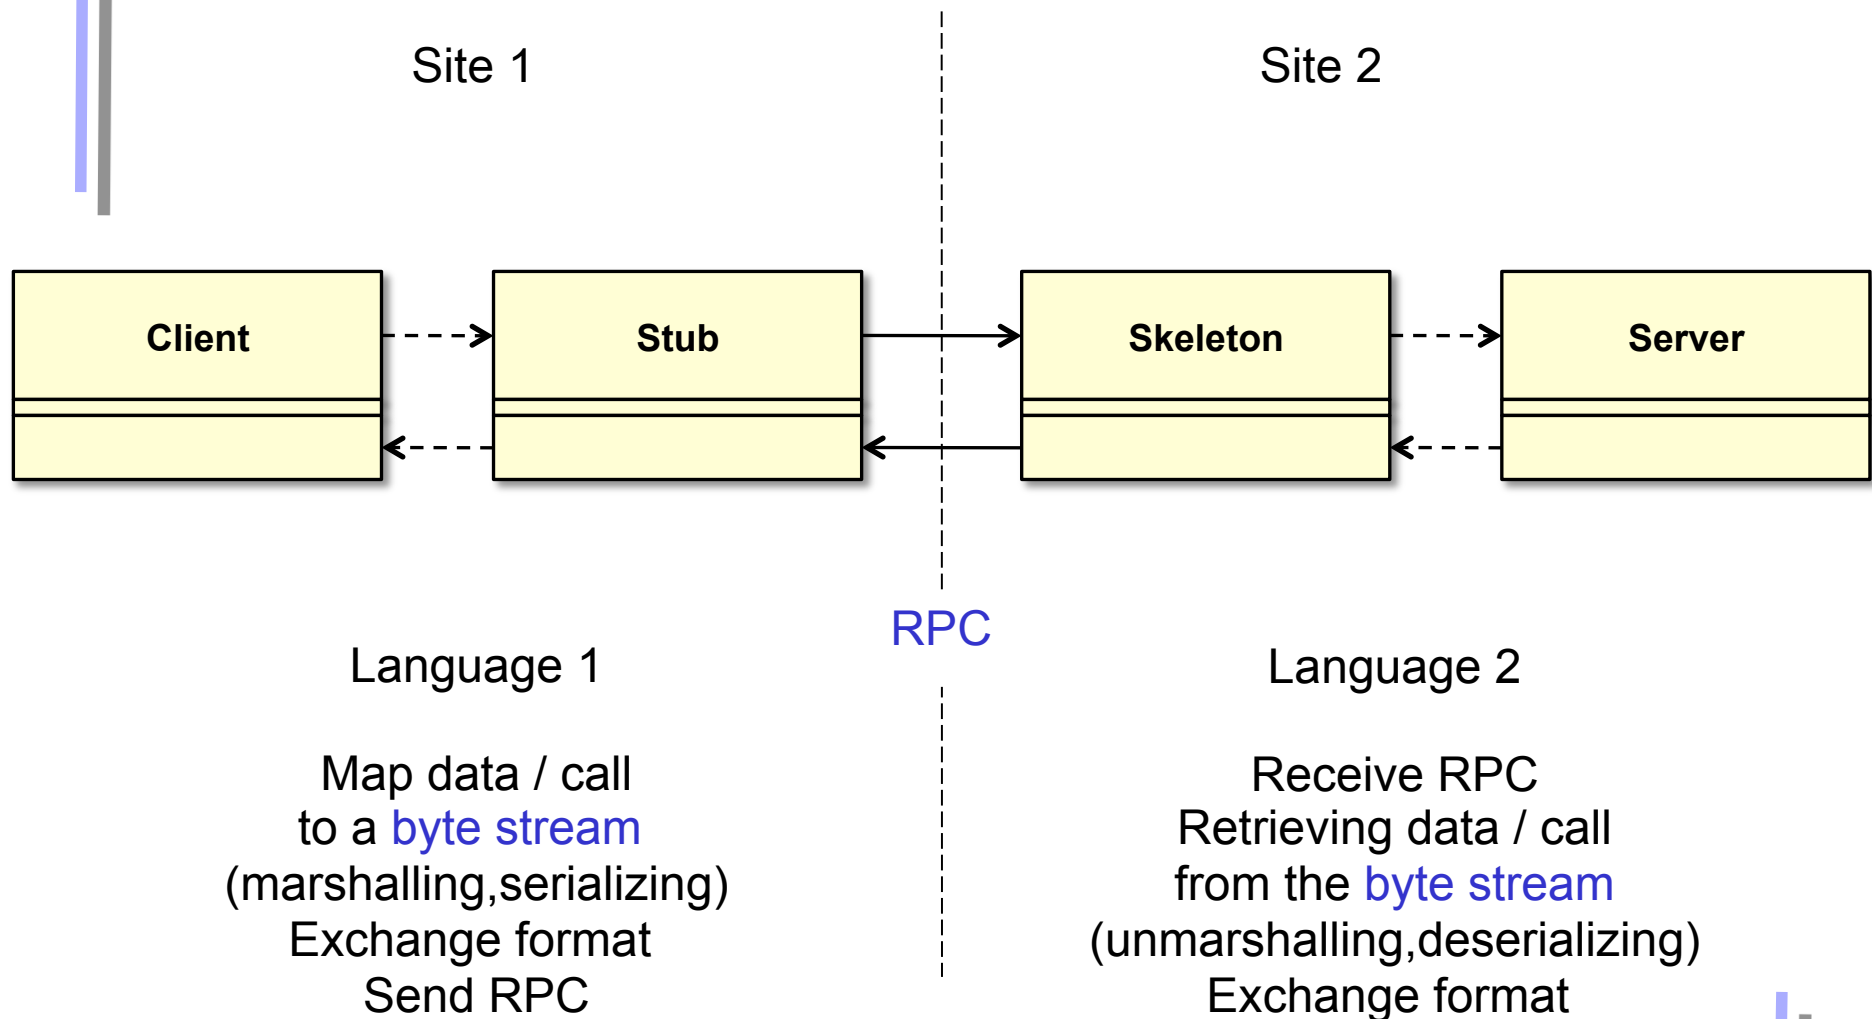 Site 1
Site 2
Client
Stub
Skeleton
Server
RPC
Language 1
Map data / call
to a byte stream
(marshalling,serializing)
Exchange format
Send RPC
Language 2
Receive RPC
Retrieving data / call
from the byte stream
(unmarshalling,deserializing)
Exchange format